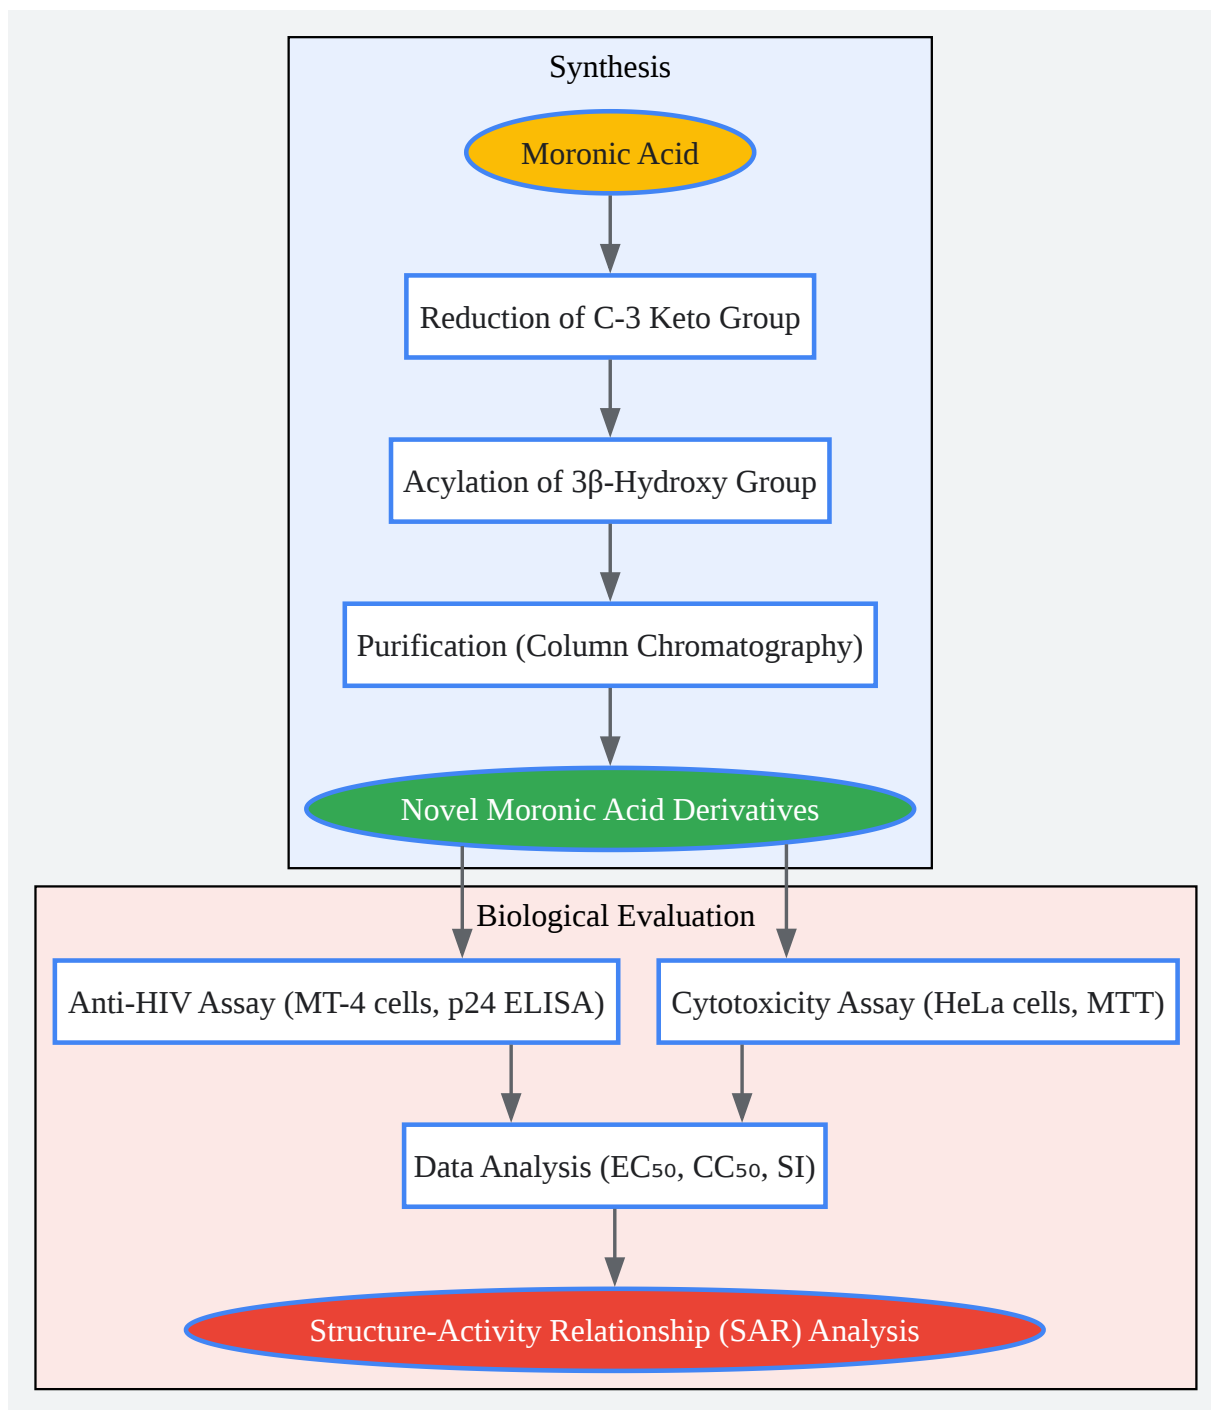 Synthesis
Moronic Acid
Reduction of C-3 Keto Group
Acylation of 3β-Hydroxy Group
Purification (Column Chromatography)
Novel Moronic Acid Derivatives
Biological Evaluation
Anti-HIV Assay (MT-4 cells, p24 ELISA)
Cytotoxicity Assay (HeLa cells, MTT)
Data Analysis (EC₅₀, CC₅₀, SI)
Structure-Activity Relationship (SAR) Analysis